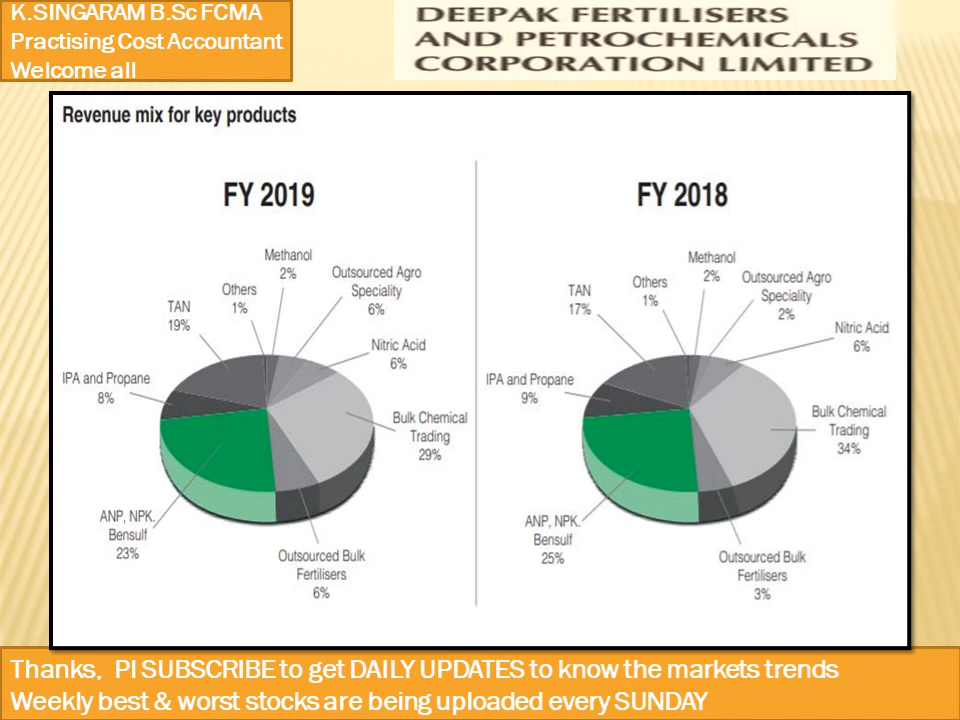 K.SINGARAM B.Sc FCMA
Practising Cost Accountant
Welcome all
DEEPAK FERTILISERS
AND PETROCHEMICALS
CORPORATION LIMITED
Revenue mix for key products
FY 2019
Methanol
2%
Outsourced Agro
Speciality
6%
Others
1%
TAN
19%
Nitric Acid
6%
IPA and Propane
8%
Bulk Chemical
Trading
29%
ANP, NPK.
Bensulf
23%
Outsourced Bulk
Fertilisers
6%
FY 2018
Methanol
2%
Outsourced Agro
Speciality
2%
Others
1%
TAN
17%
Nitric Acid
6%
IPA and Propane
9%
Bulk Chemical
Trading
34%
ANP, NPK.
Bensulf
25%
Outsourced Bulk
Fertilisers
3%
Thanks,  Pl SUBSCRIBE to get DAILY UPDATES to know the markets trends
Weekly best & worst stocks are being uploaded every SUNDAY